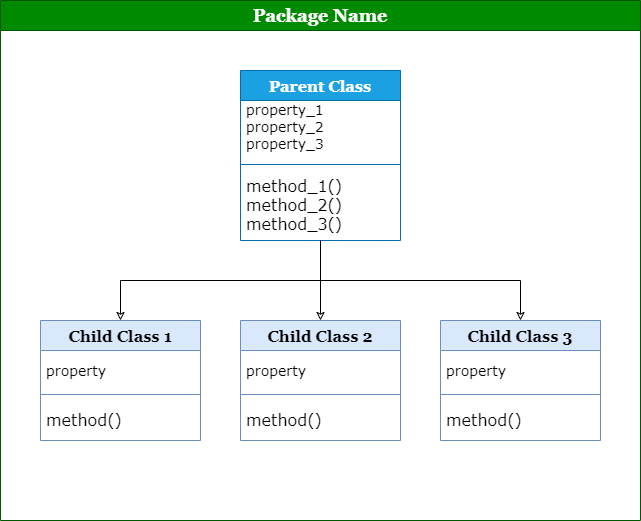 Package Name
Parent Class
property_1
property_2
property_3
method_1()
method_2()
method_3()
Child Class 1
property
method()
Child Class 2
property
method()
Child Class 3
property
method()